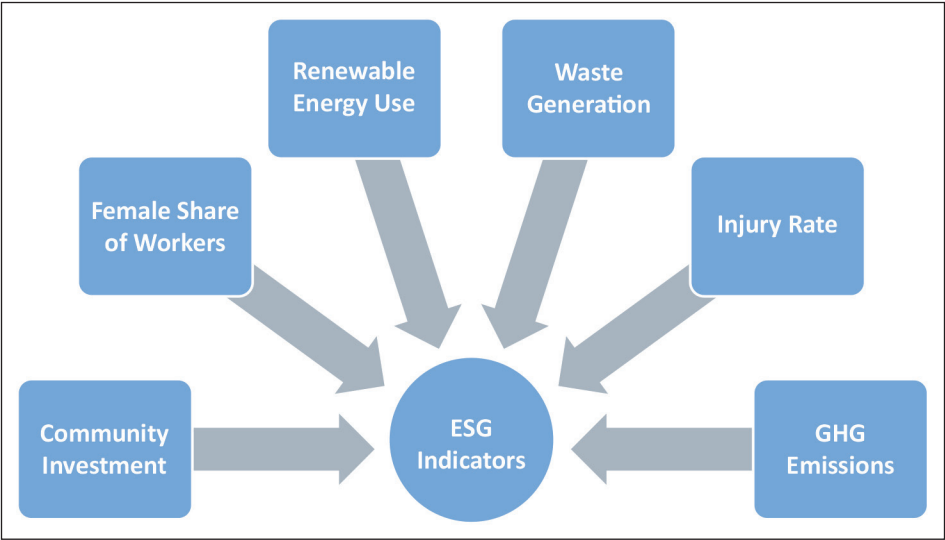 Renewable
Energy Use
Waste
Generation
Female Share
of Workers
Injury Rate
Community
Investment
ESG
Indicators
GHG
Emissions